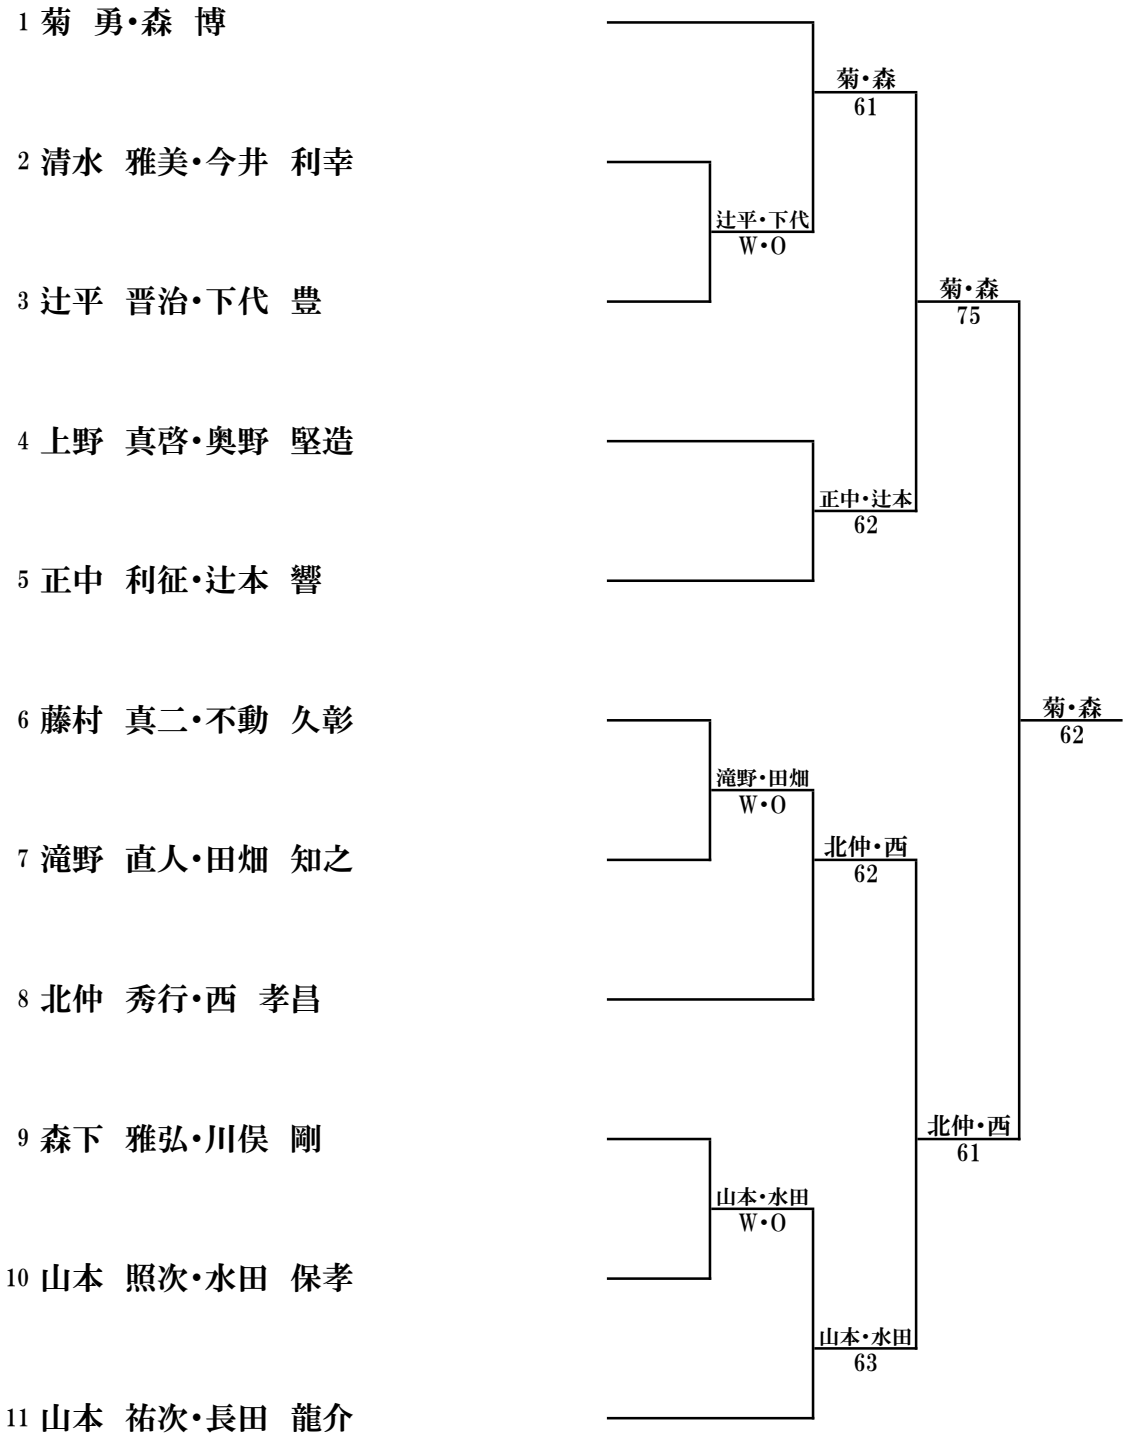 1 菊 勇・森 博
菊・森
61
2 清水 雅美・今井 利幸
辻平・下代
W・O
3 辻平 晋治・下代 豊
菊・森
75
4 上野 真啓・奥野 堅造
正中・辻本
62
5 正中 利征・辻本 響
6 藤村 真二・不動 久彰
菊・森
62
滝野・田畑
W・O
7 滝野 直人・田畑 知之
北仲・西
62
8 北仲 秀行・西 孝昌
9 森下 雅弘・川俣 剛
北仲・西
61
山本・水田
W・O
10 山本 照次・水田 保孝
山本・水田
63
11 山本 祐次・長田 龍介